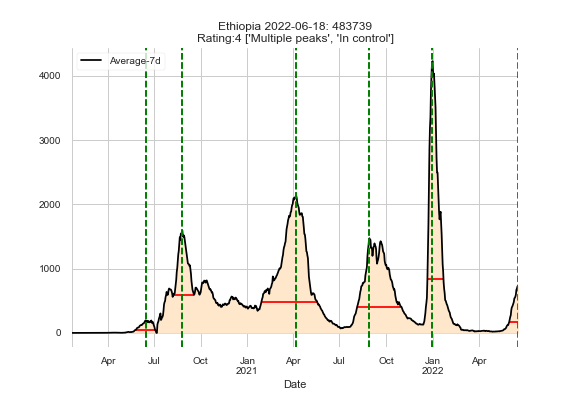 Ethiopia 2022-06-18: 483739
Rating:4 ['Multiple peaks', 'In control']
Average-7d
4000
3000
2000
1000
0
Apr Jul Oct Jan Apr Jul Oct Jan Apr
2021 2022
Date